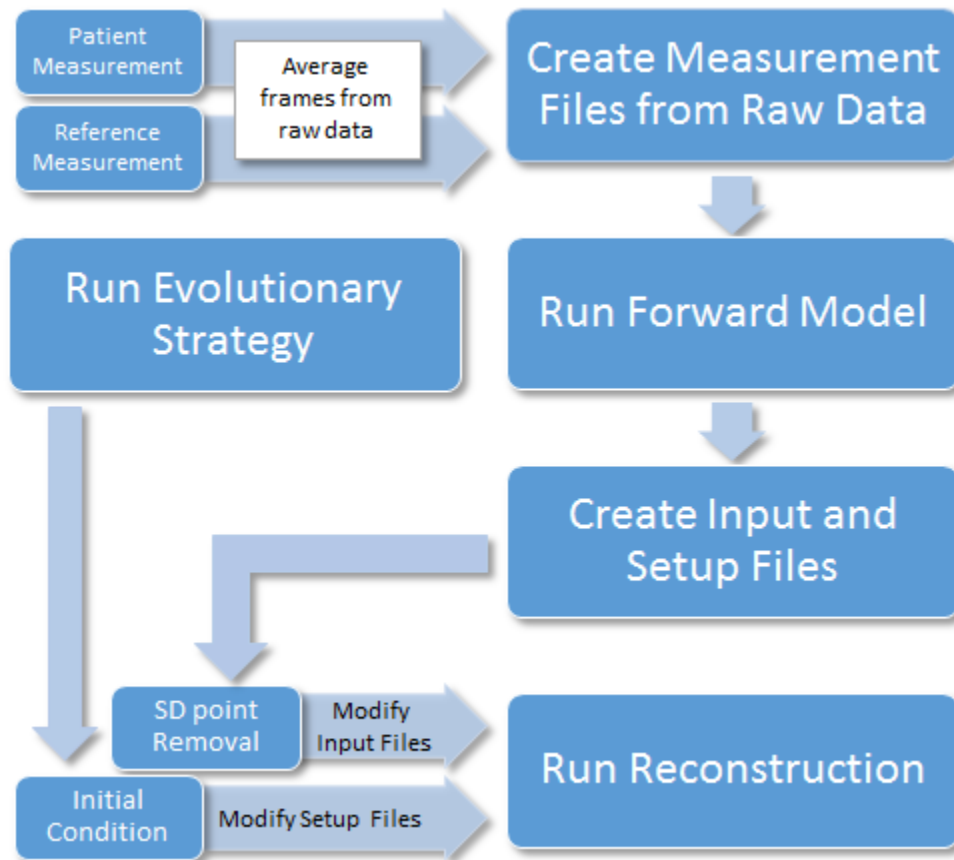 Patient
Measurement
Average
frames from
raw data
Reference
Measurement
Create Measurement
Files from Raw Data
Run Evolutionary
Strategy
Run Forward Model
Create Input and
Setup Files
SD point
Removal
Modify
Input Files
Initial
Condition
Modify Setup Files
Run Reconstruction